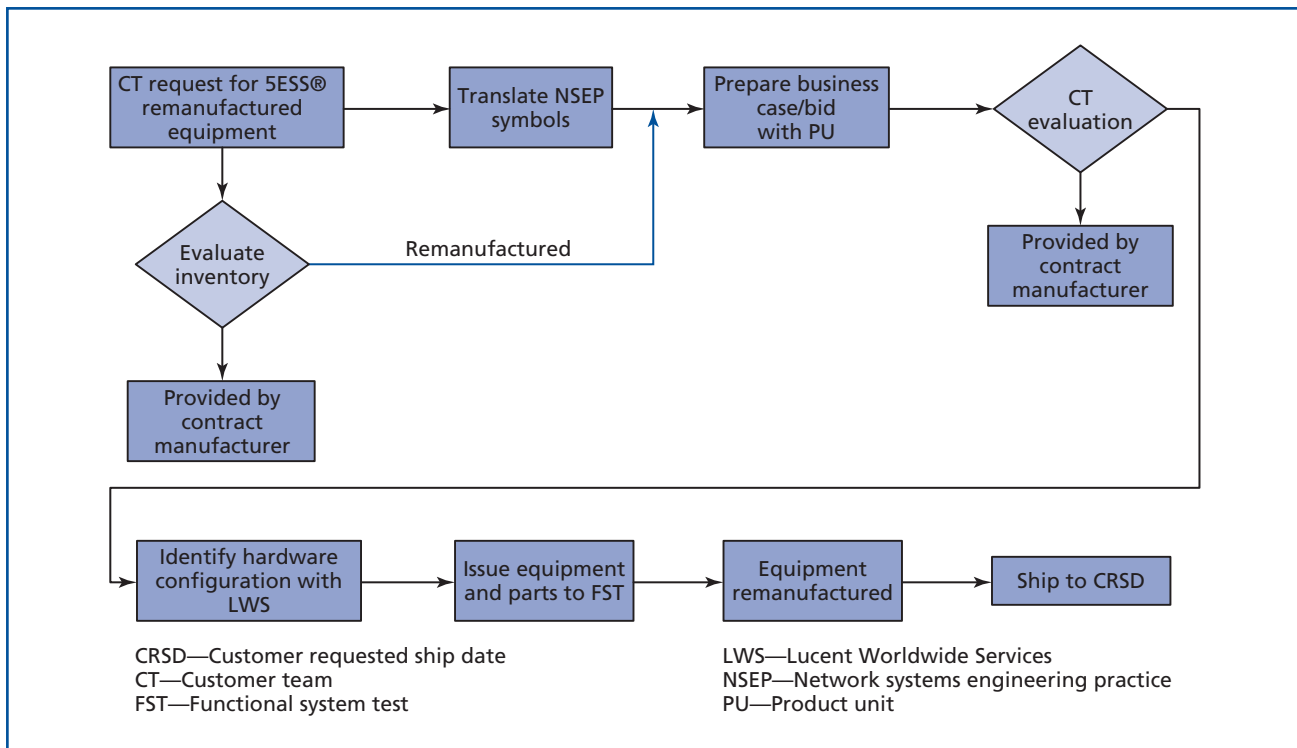 CT request for 5ESS®
remanufactured
equipment
Translate NSEP
symbols
Prepare business
case/bid
with PU
CT
evaluation
Evaluate
inventory
Remanufactured
Provided by
contract
manufacturer
Provided by
contract
manufacturer
Identify hardware
configuration with
LWS
Issue equipment
and parts to FST
Equipment
remanufactured
Ship to CRSD
CRSD—Customer requested ship date
CT—Customer team
FST—Functional system test
LWS—Lucent Worldwide Services
NSEP—Network systems engineering practice
PU—Product unit